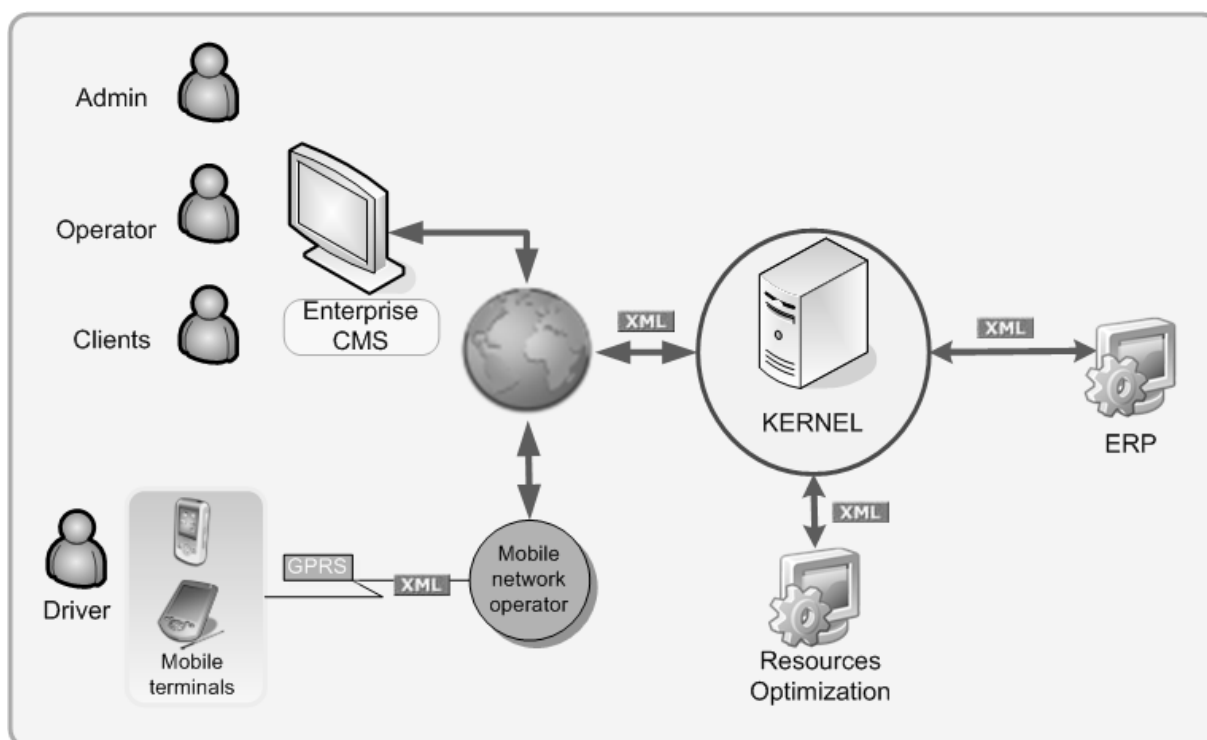 Admin
Operator
Clients
Enterprise
CMS
XML
KERNEL
XML
ERP
XML
Resources
Optimization
Driver
Mobile
terminals
GPRS
XML
Mobile
network
operator